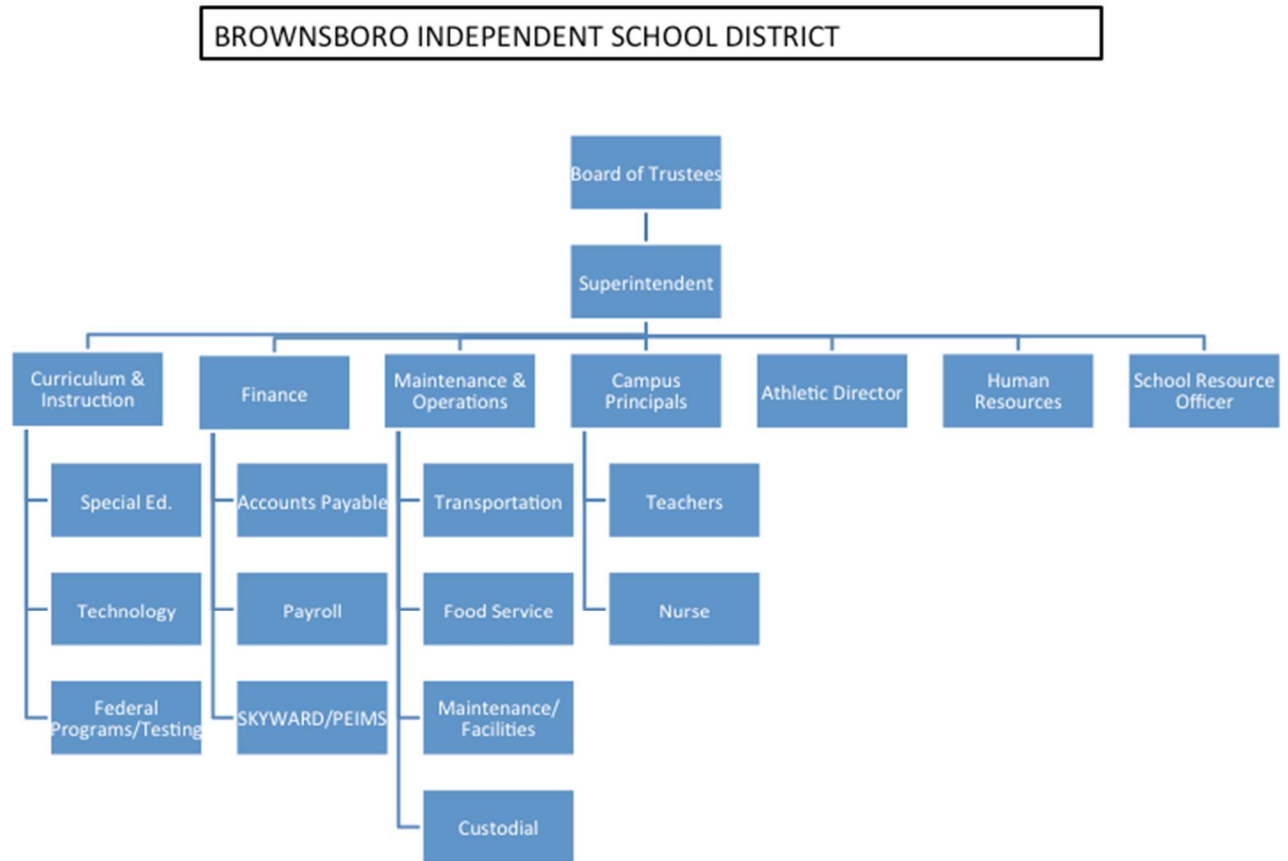 BROWNSBORO INDEPENDENT SCHOOL DISTRICT
Board of Trustees
Superintendent
Curriculum &
Instruction
Finance
Maintenance &
Operations
Campus
Principals
Athletic Director
Human
Resources
School Resource
Officer
Special Ed.
Accounts Payable
Transportation
Teachers
Technology
Payroll
Food Service
Nurse
Federal
Programs/Testing
SKYWARD/PEIMS
Maintenance/
Facilities
Custodial